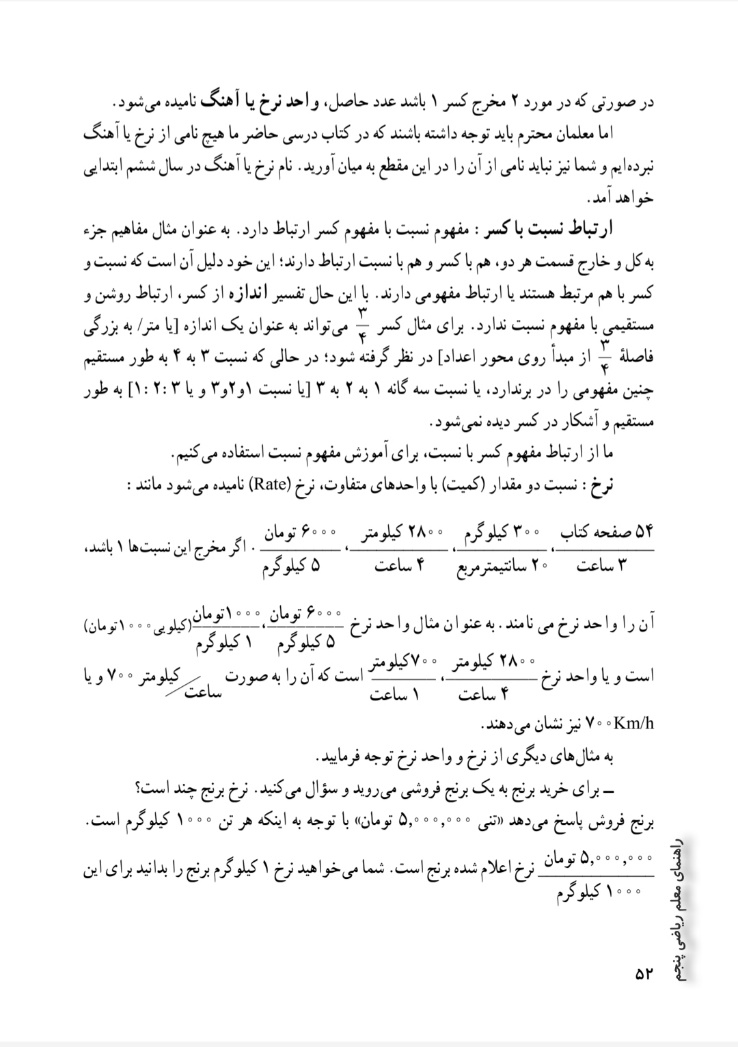 در صورتی که در مورد ۲ مخرج کسر ۱ باشد عدد حاصل، واحد نرخ یا آهنگ نامیده می‌شود.
اما معلمان محترم باید توجه داشته باشند که در کتاب درسی حاضر ما هیچ نامی از نرخ یا آهنگ
نبرده‌ایم و شما نیز نباید نامی از آن را در این مقطع به میان آورید. نام نرخ یا آهنگ در سال ششم ابتدایی
خواهد آمد.
ارتباط نسبت با کسر : مفهوم نسبت با مفهوم کسر ارتباط دارد. به عنوان مثال مفاهیم جزء
به کل و خارج قسمت هر دو، هم با کسر و هم با نسبت ارتباط دارند؛ این خود دلیل آن است که نسبت و
کسر با هم مرتبط هستند یا ارتباط مفهومی دارند. با این حال تفسیر اندازه از کسر، ارتباط روشن و
مستقیمی با مفهوم نسبت ندارد. برای مثال کسر ۳/۴ می‌تواند به عنوان یک اندازه [یا متر/ به بزرگی
فاصلهٔ ۳/۴ از مبدأ روی محور اعداد] در نظر گرفته شود؛ در حالی که نسبت ۳ به ۴ به طور مستقیم
چنین مفهومی را در برندارد، یا نسبت سه گانه ۱ به ۲ به ۳ [یا نسبت ۱و۲و۳ و یا ۳ :۲ :۱] به طور
مستقیم و آشکار در کسر دیده نمی‌شود.
ما از ارتباط مفهوم کسر با نسبت، برای آموزش مفهوم نسبت استفاده می‌کنیم.
نرخ : نسبت دو مقدار (کمیت) با واحدهای متفاوت، نرخ (Rate) نامیده می‌شود مانند :
۵۴ صفحه کتاب/۳ ساعت، ۳۰۰ کیلوگرم/۲۰ سانتیمترمربع، ۲۸۰۰ کیلومتر/۴ ساعت، ۶۰۰۰ تومان/۵ کیلوگرم. اگر مخرج این نسبت‌ها ۱ باشد،
آن را واحد نرخ می نامند. به عنوان مثال واحد نرخ ۶۰۰۰ تومان/۵ کیلوگرم، ۱۰۰۰تومان/۱ کیلوگرم (کیلویی ۱۰۰۰تومان)
است و یا واحد نرخ ۲۸۰۰ کیلومتر/۴ ساعت، ۷۰۰کیلومتر/۱ ساعت است که آن را به صورت ساعت/کیلومتر ۷۰۰ و یا
۷۰۰Km/h نیز نشان می‌دهند.
به مثال‌های دیگری از نرخ و واحد نرخ توجه فرمایید.
ــ برای خرید برنج به یک برنج فروشی می‌روید و سؤال می‌کنید. نرخ برنج چند است؟
برنج فروش پاسخ می‌دهد «تنی ۵,۰۰۰,۰۰۰ تومان» با توجه به اینکه هر تن ۱۰۰۰ کیلوگرم است.
۵,۰۰۰,۰۰۰ تومان/۱۰۰۰ کیلوگرم نرخ اعلام شده برنج است. شما می‌خواهید نرخ ۱ کیلوگرم برنج را بدانید برای این
راهنمای معلم ریاضی پنجم
۵۲